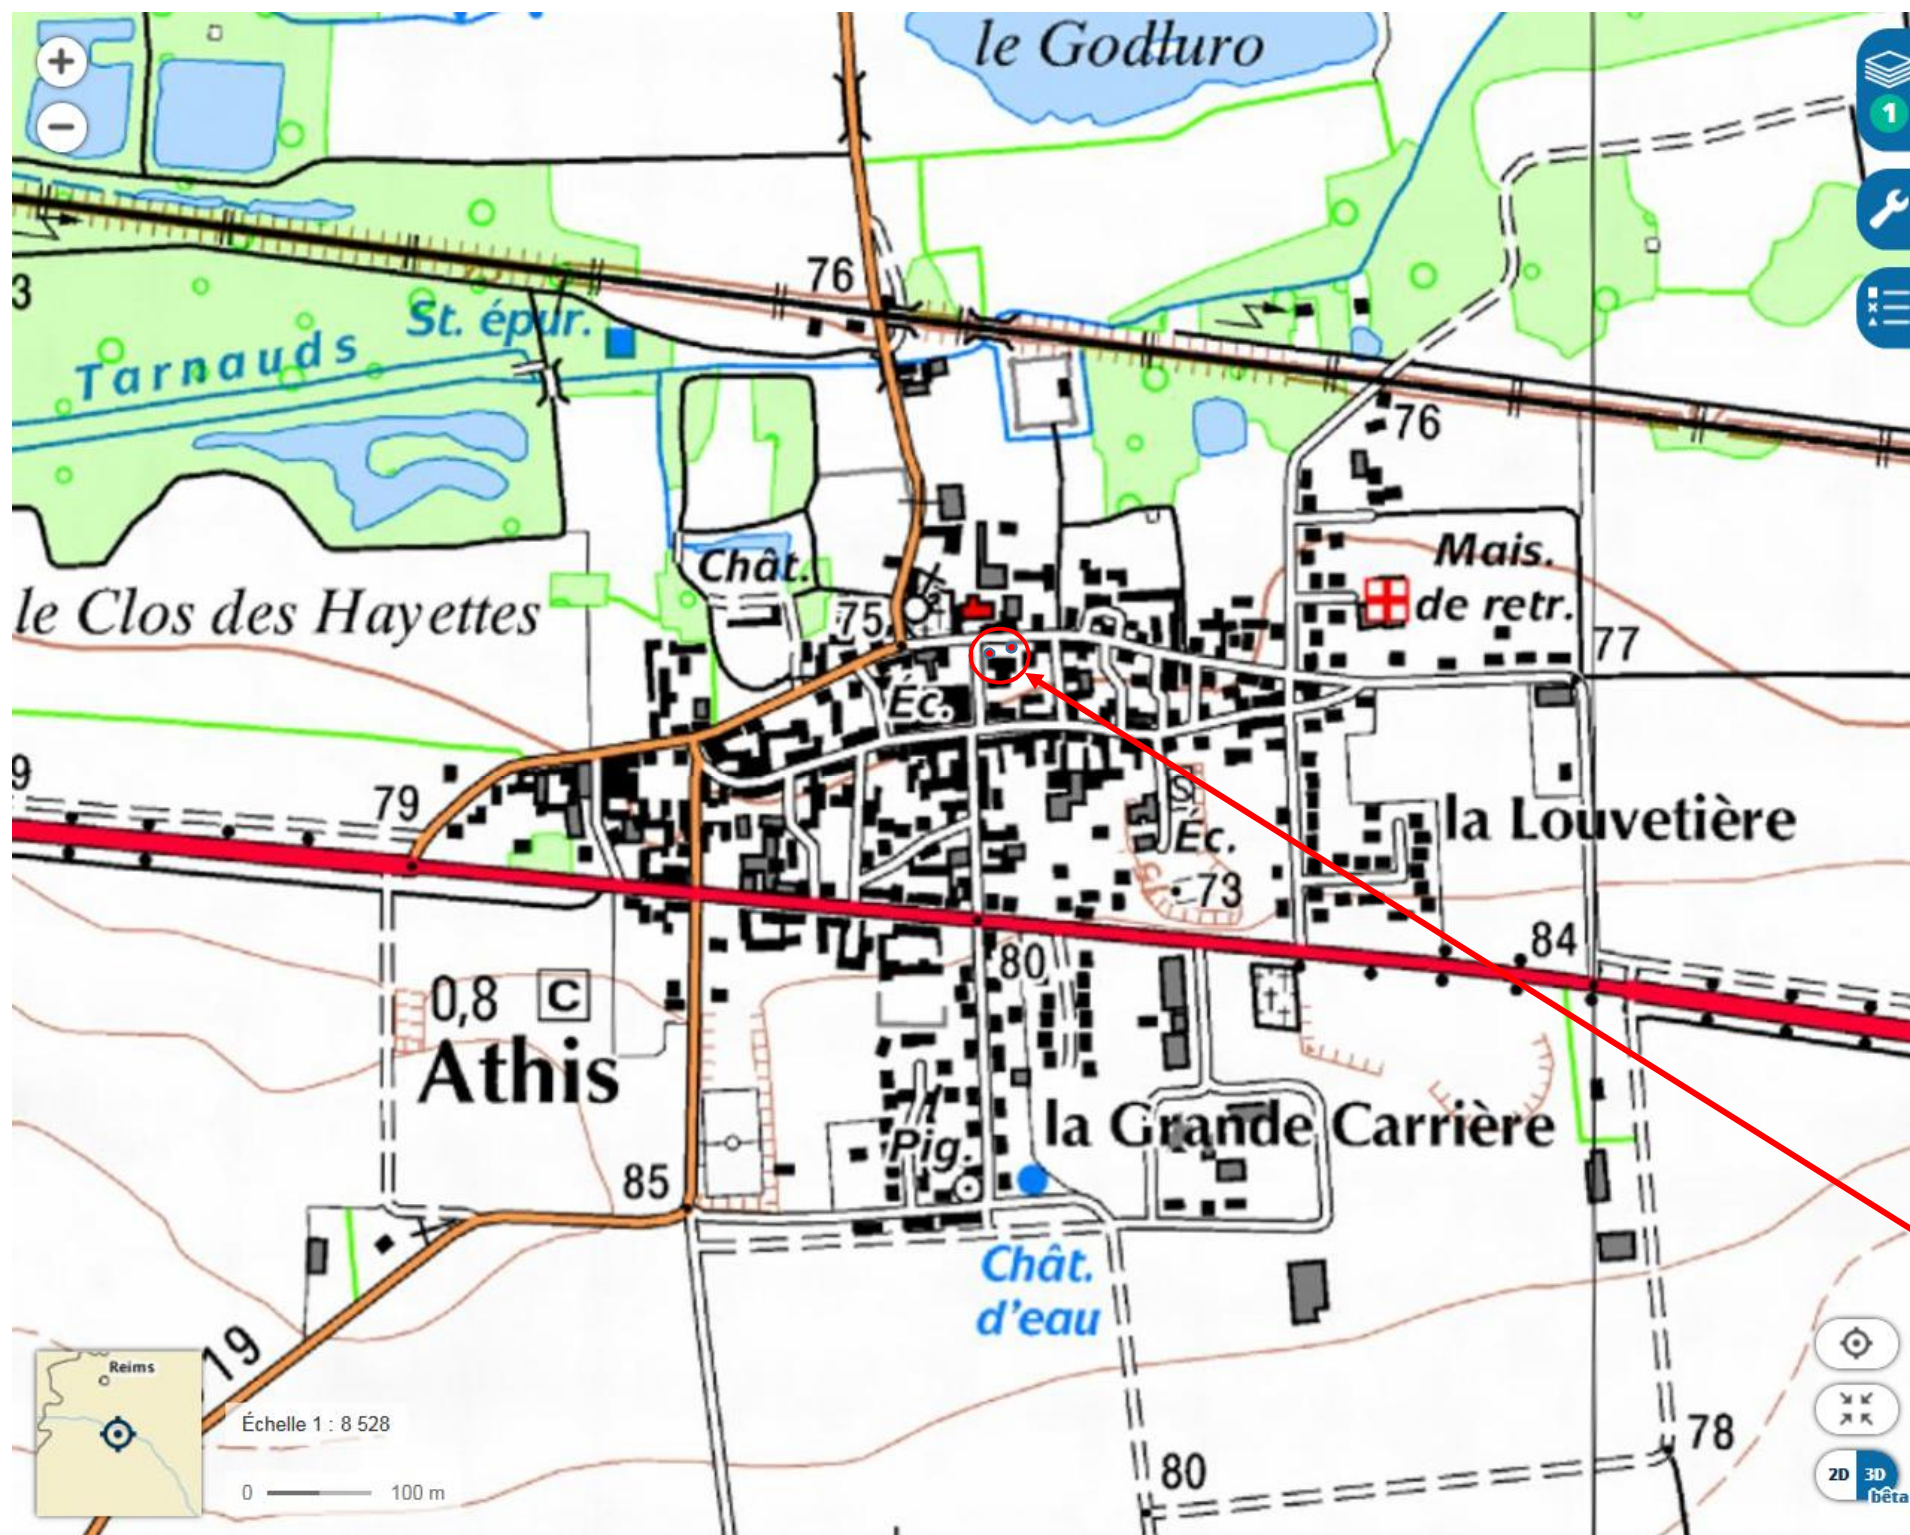 le Godluro
1
76
3
St. épur.
Tarnauds
76
Mais.
de retr.
Chât.
le Clos des Hayettes
75
77
Éc.
9
79
S
la Louvetière
Éc.
73
84
80
0,8 C
Athis
la Grande Carrière
Pig.
85
Chât.
d'eau
19
Reims
Échelle 1 : 8 528
0 100 m
78
80
2D 3D
bêta